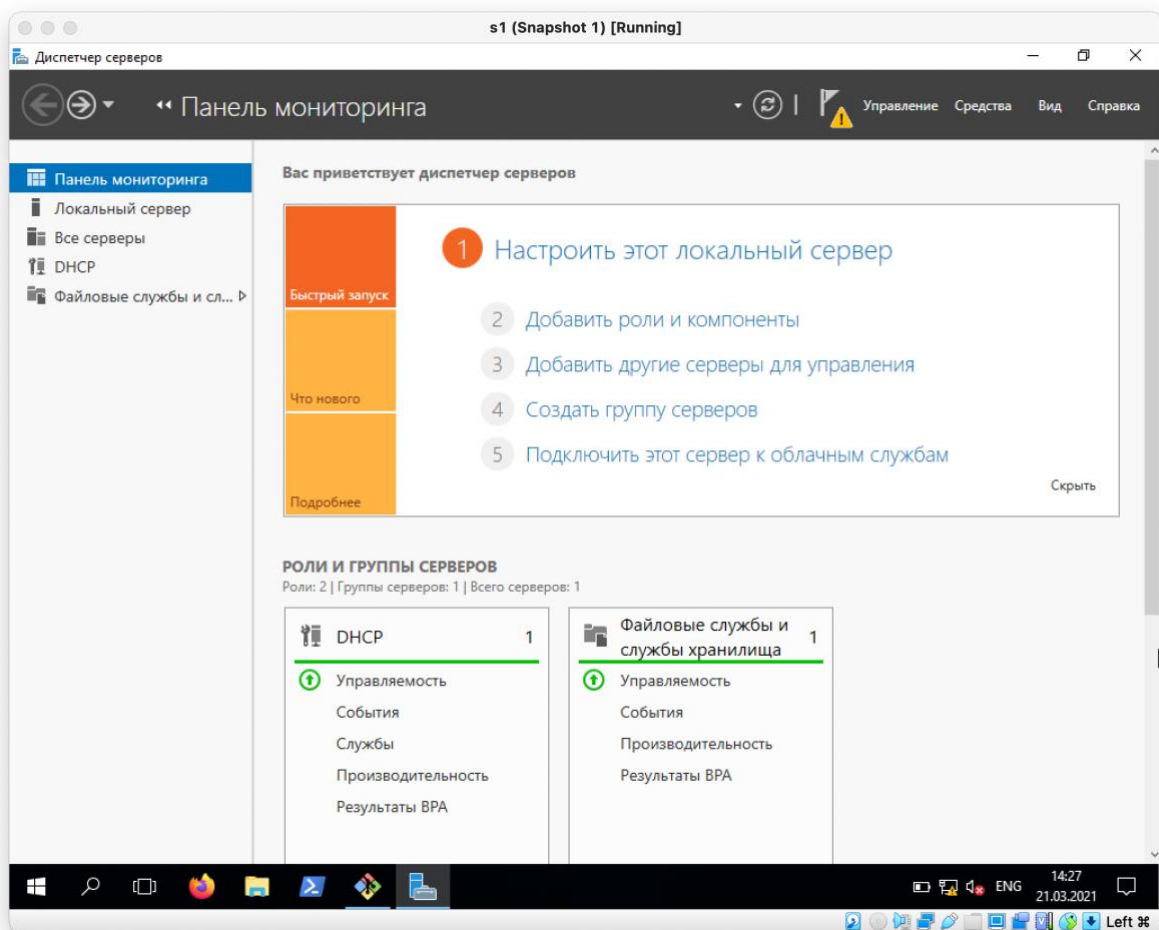 s1 (Snapshot 1) [Running]
Диспетчер серверов
Панель мониторинга
Управление Средства Вид Справка
Панель мониторинга
Локальный сервер
Все серверы
DHCP
Файловые службы и сл...
Вас приветствует диспетчер серверов
Быстрый запуск
Что нового
Подробнее
1 Настроить этот локальный сервер
2 Добавить роли и компоненты
3 Добавить другие серверы для управления
4 Создать группу серверов
5 Подключить этот сервер к облачным службам
Скрыть
РОЛИ И ГРУППЫ СЕРВЕРОВ
Роли: 2 | Группы серверов: 1 | Всего серверов: 1
DHCP 1
Управляемость
События
Службы
Производительность
Результаты BPA
Файловые службы и
службы хранилища 1
Управляемость
События
Производительность
Результаты BPA
ENG
14:27
21.03.2021
Left ⌘